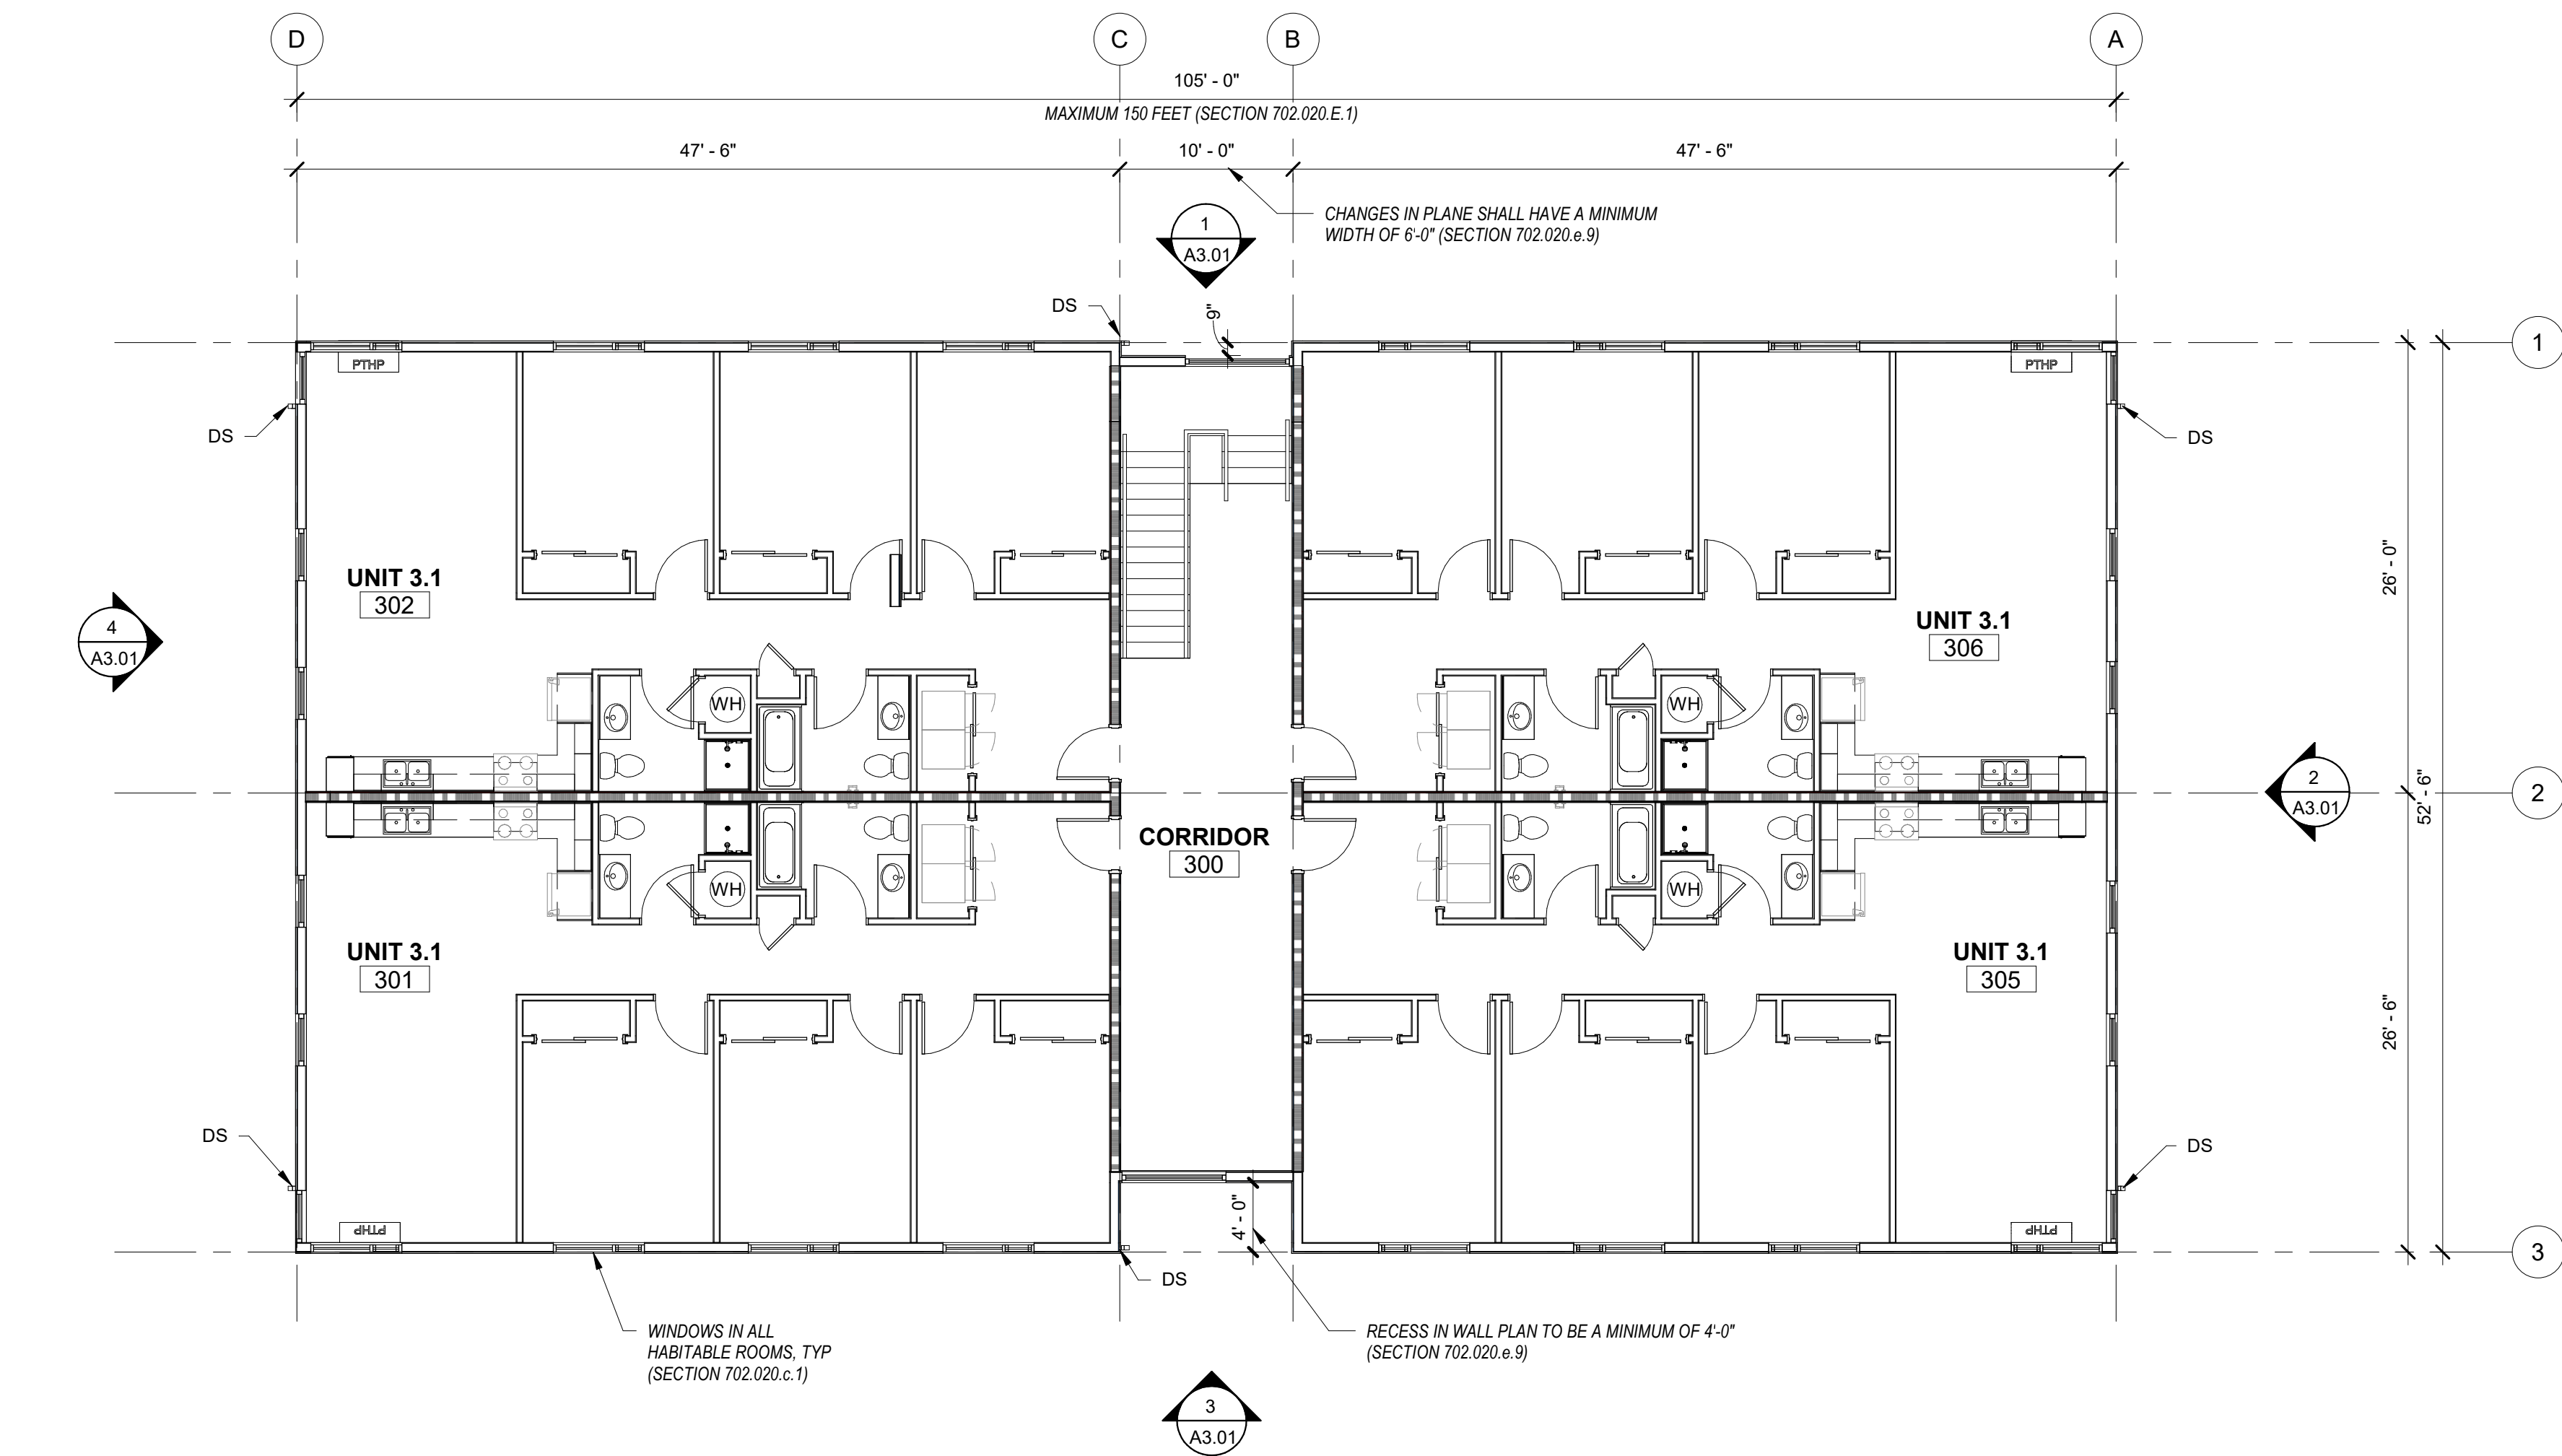 D
C
B
A
105' - 0"
MAXIMUM 150 FEET (SECTION 702.020.E.1)
47' - 6"
10' - 0"
47' - 6"
CHANGES IN PLANE SHALL HAVE A MINIMUM
WIDTH OF 6'-0" (SECTION 702.020.e.9)
1
A3.01
DS
9"
1
PTHP
PTHP
DS
DS
26' - 0"
UNIT 3.1
302
UNIT 3.1
306
4
A3.01
WH
WH
2
A3.01
52' - 6"
2
CORRIDOR
300
WH
WH
UNIT 3.1
301
UNIT 3.1
305
26' - 6"
DS
DS
4' - 0"
PTHP
PTHP
3
DS
WINDOWS IN ALL
HABITABLE ROOMS, TYP
(SECTION 702.020.c.1)
RECESS IN WALL PLAN TO BE A MINIMUM OF 4'-0"
(SECTION 702.020.e.9)
3
A3.01